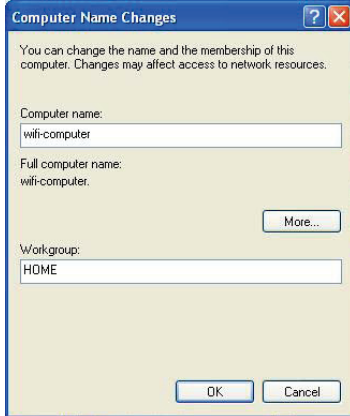 Computer Name Changes
You can change the name and the membership of this
computer. Changes may affect access to network resources.
Computer name:
wifi-computer
Full computer name:
wifi-computer.
More...
Workgroup:
HOME
OK
Cancel